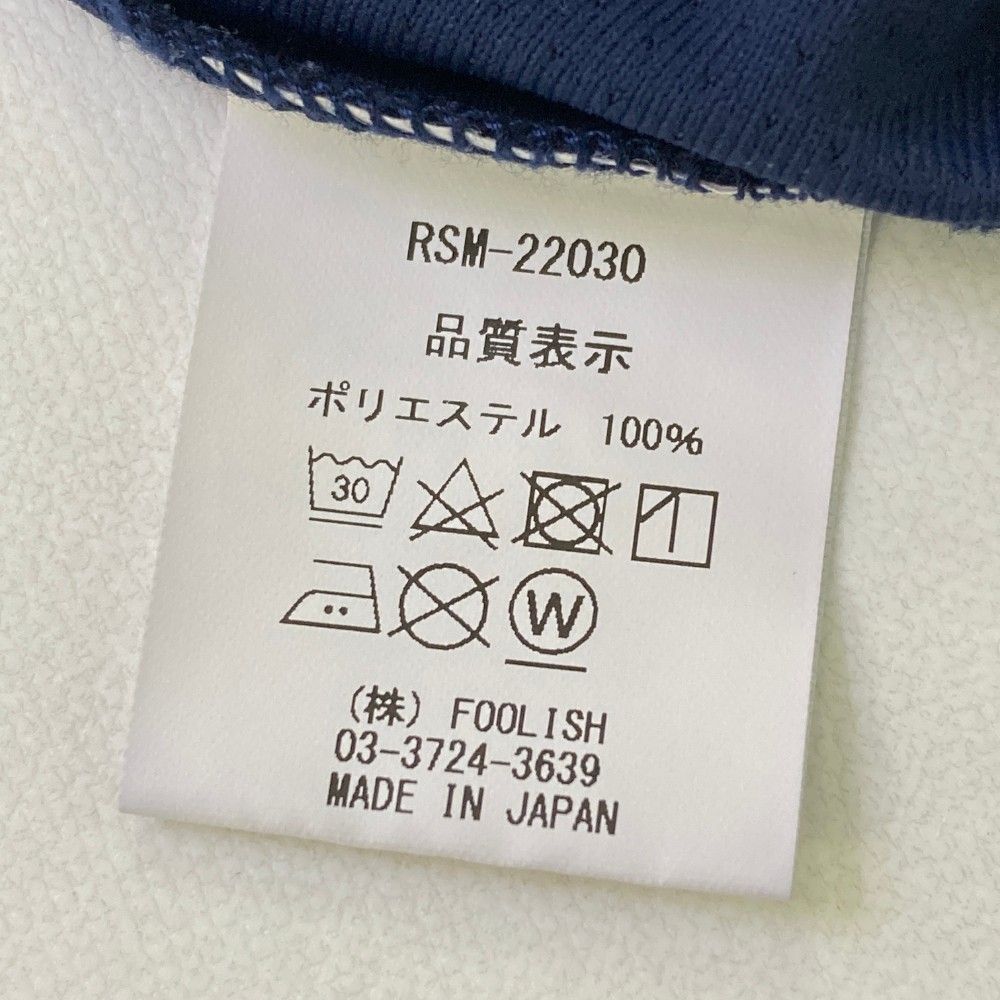 RSM-22030
品質表示
ポリエステル 100%
30
W
(株) FOOLISH
03-3724-3639
MADE IN JAPAN